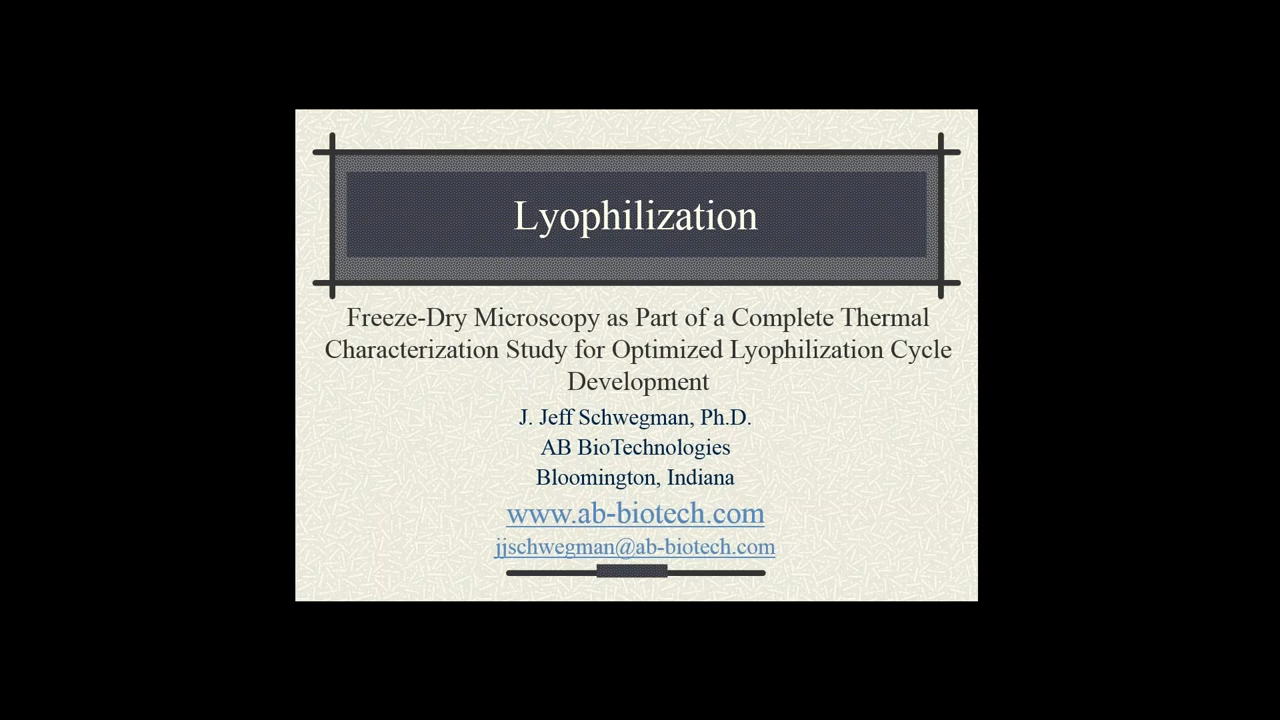 Lyophilization
Freeze-Dry Microscopy as Part of a Complete Thermal
Characterization Study for Optimized Lyophilization Cycle
Development
J. Jeff Schwegman, Ph.D.
AB BioTechnologies
Bloomington, Indiana
www.ab-biotech.com
jjschwegman@ab-biotech.com